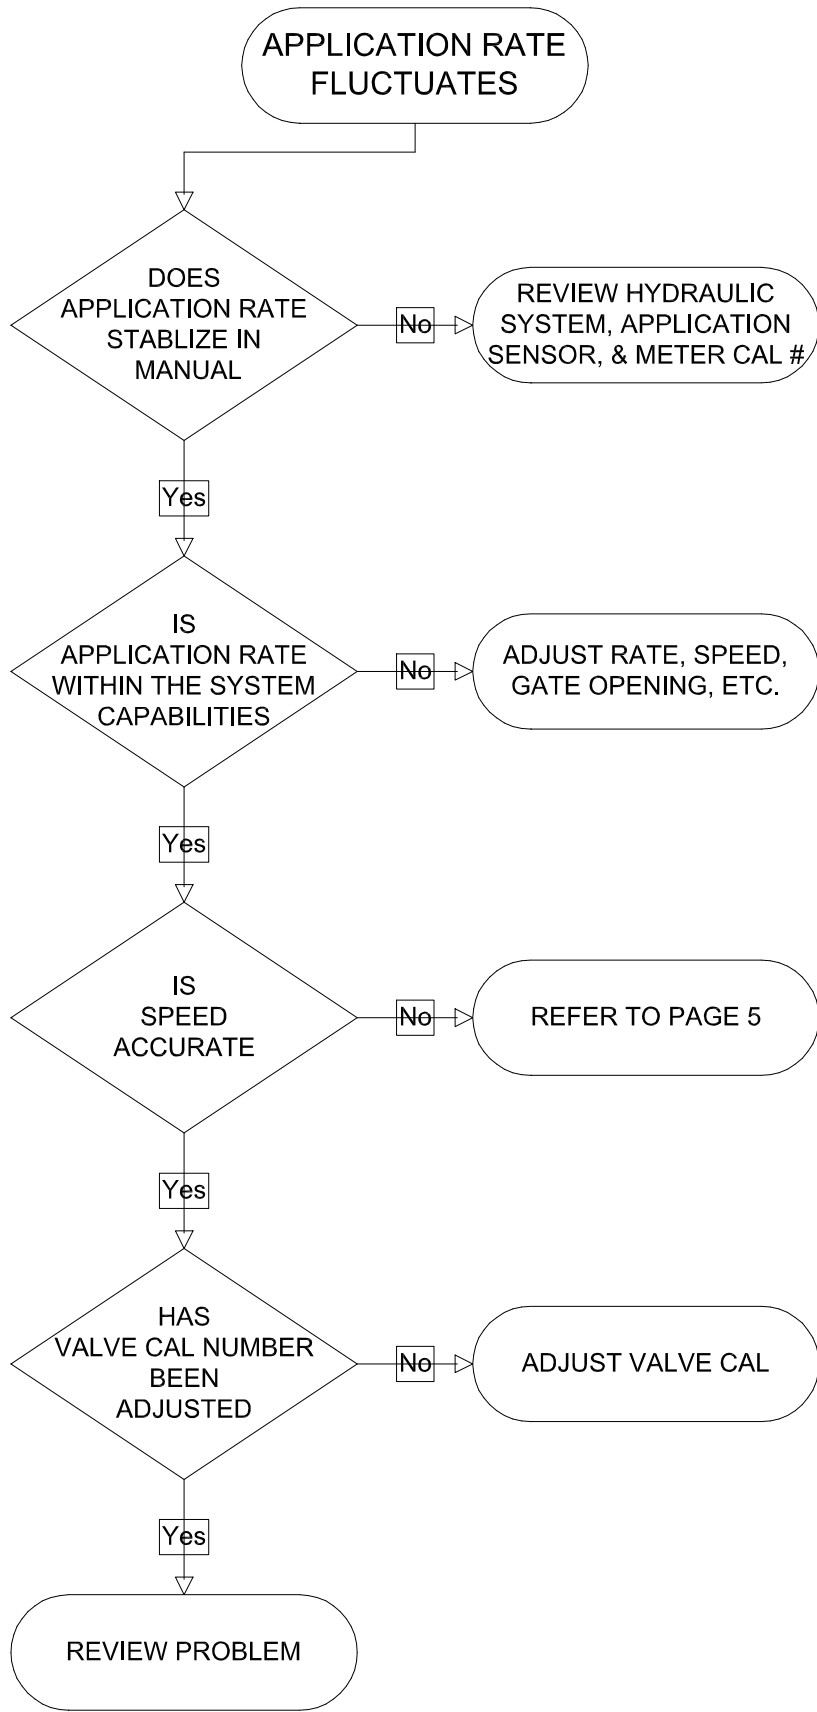 APPLICATION RATE
FLUCTUATES
DOES
APPLICATION RATE
STABLIZE IN
MANUAL
No
REVIEW HYDRAULIC
SYSTEM, APPLICATION
SENSOR, & METER CAL #
Yes
IS
APPLICATION RATE
WITHIN THE SYSTEM
CAPABILITIES
No
ADJUST RATE, SPEED,
GATE OPENING, ETC.
Yes
IS
SPEED
ACCURATE
No
REFER TO PAGE 5
Yes
HAS
VALVE CAL NUMBER
BEEN
ADJUSTED
No
ADJUST VALVE CAL
Yes
REVIEW PROBLEM